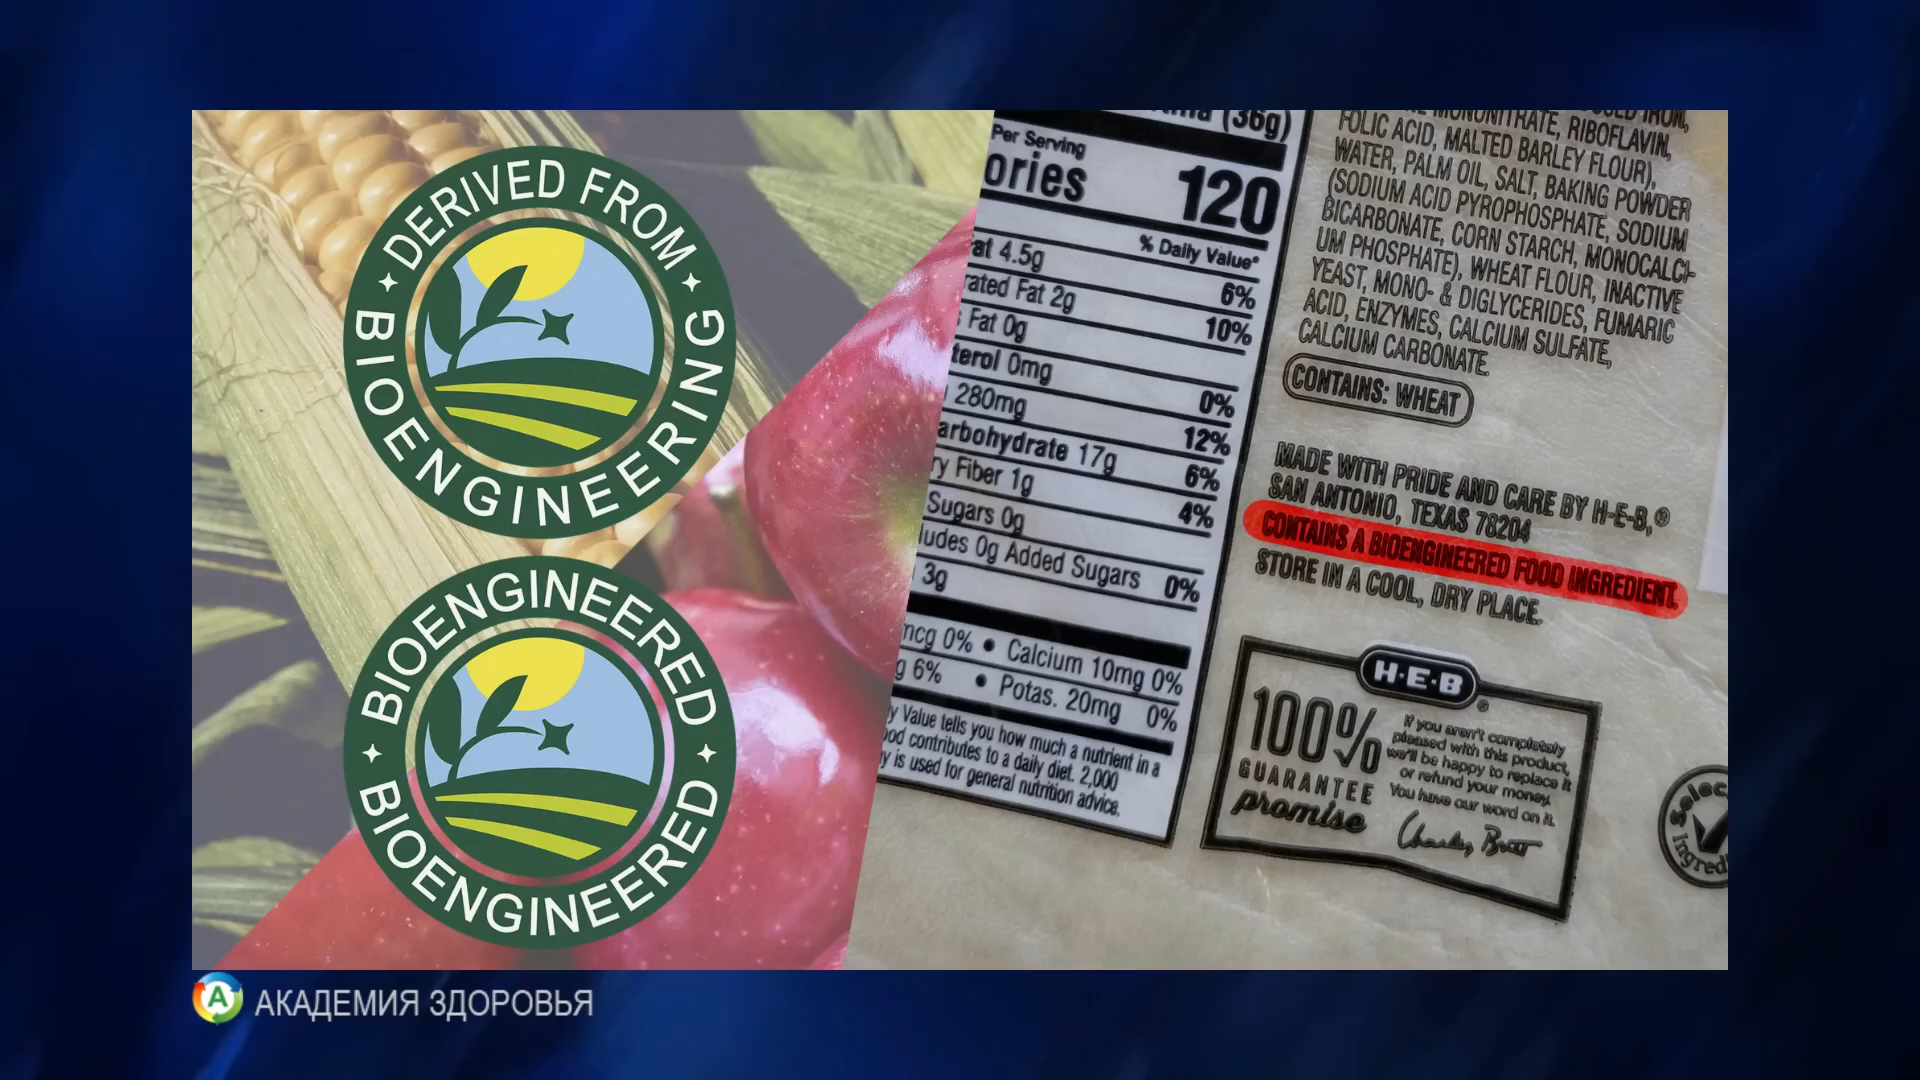 DERIVED FROM
BIOENGINEERING
BIOENGINEERED
BIOENGINEERED
(36g)
Per Serving
ories 120
% Daily Value*
at 4.5g 6%
rated Fat 2g 10%
Fat 0g
terol 0mg 0%
280mg 12%
arbohydrate 17g 6%
ry Fiber 1g 4%
Sugars 0g
ludes 0g Added Sugars 0%
3g
mcg 0% • Calcium 10mg 0%
g 6% • Potas. 20mg 0%
y Value tells you how much a nutrient in a
ood contributes to a daily diet. 2,000
y is used for general nutrition advice.
MONONITRATE, RIBOFLAVIN,
FOLIC ACID, MALTED BARLEY FLOUR),
WATER, PALM OIL, SALT, BAKING POWDER
(SODIUM ACID PYROPHOSPHATE, SODIUM
BICARBONATE, CORN STARCH, MONOCALCI-
UM PHOSPHATE), WHEAT FLOUR, INACTIVE
YEAST, MONO- & DIGLYCERIDES, FUMARIC
ACID, ENZYMES, CALCIUM SULFATE,
CALCIUM CARBONATE.
CONTAINS: WHEAT
MADE WITH PRIDE AND CARE BY H-E-B,®
SAN ANTONIO, TEXAS 78204
CONTAINS A BIOENGINEERED FOOD INGREDIENT.
STORE IN A COOL, DRY PLACE.
H·E·B®
100%
GUARANTEE
promise
If you aren't completely
pleased with this product,
we'll be happy to replace it
or refund your money.
You have our word on it.
Charles Butt
Selec
Ingred
А АКАДЕМИЯ ЗДОРОВЬЯ